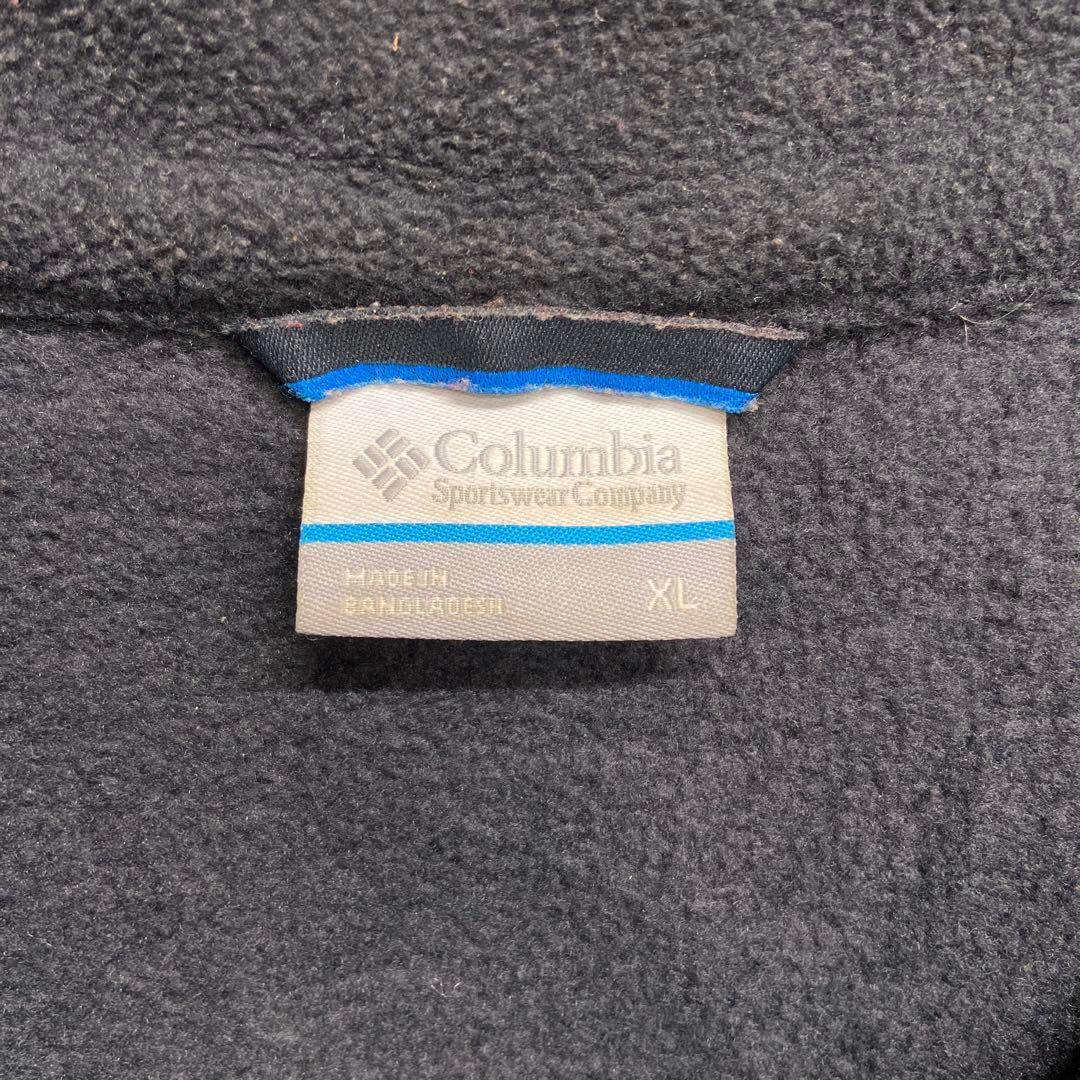 Columbia
Sportswear Company
MADE IN
BANGLADESH
XL